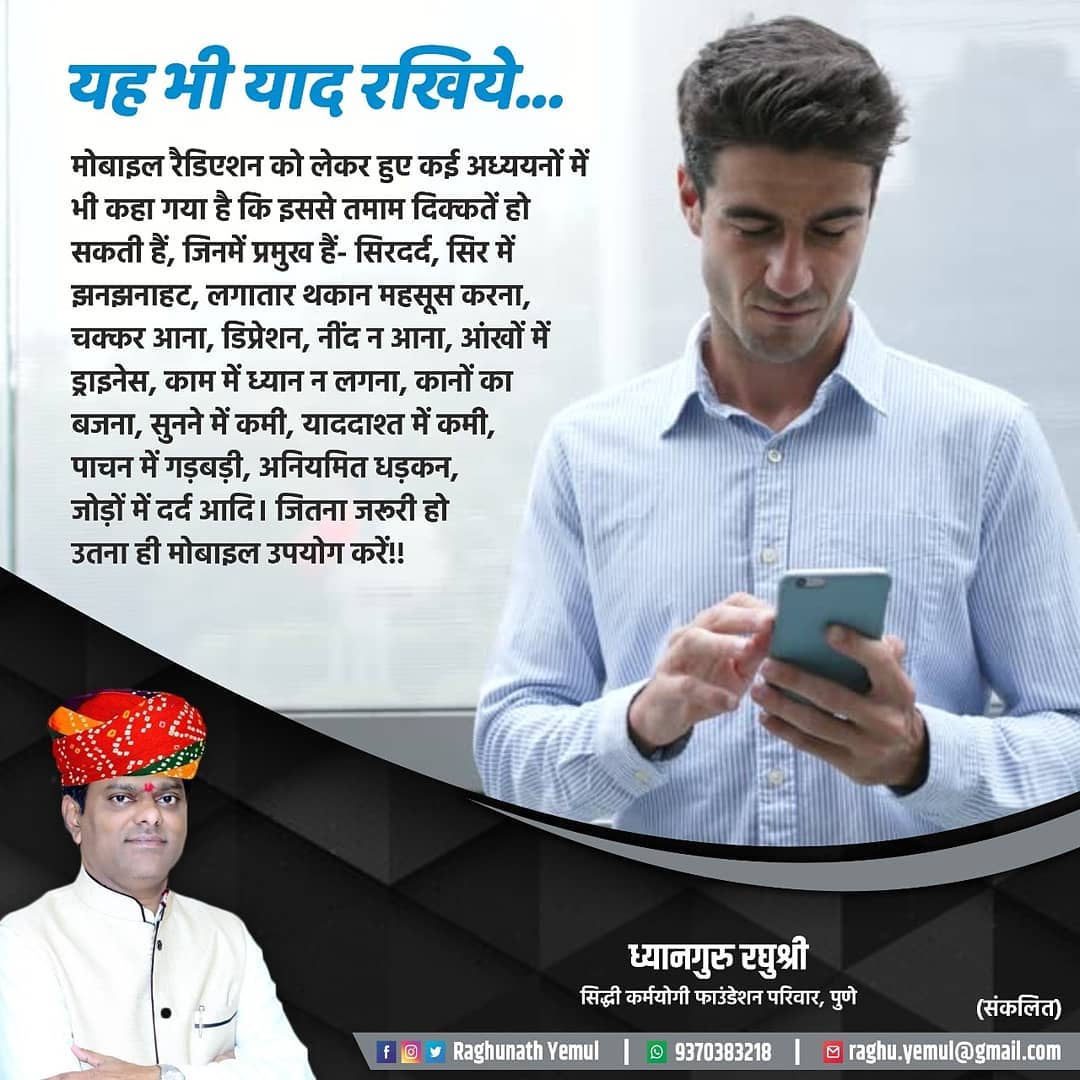 यह भी याद रखिये...
मोबाइल रैडिएशन को लेकर हुए कई अध्ययनों में
भी कहा गया है कि इससे तमाम दिक्कतें हो
सकती हैं, जिनमें प्रमुख हैं- सिरदर्द, सिर में
झनझनाहट, लगातार थकान महसूस करना,
चक्कर आना, डिप्रेशन, नींद न आना, आंखों में
ड्राइनेस, काम में ध्यान न लगना, कानों का
बजना, सुनने में कमी, याददाश्त में कमी,
पाचन में गड़बड़ी, अनियमित धड़कन,
जोड़ों में दर्द आदि। जितना जरूरी हो
उतना ही मोबाइल उपयोग करें!!
ध्यानगुरु रघुश्री
सिद्धी कर्मयोगी फाउंडेशन परिवार, पुणे
(संकलित)
Raghunath Yemul | 9370383218 | raghu.yemul@gmail.com